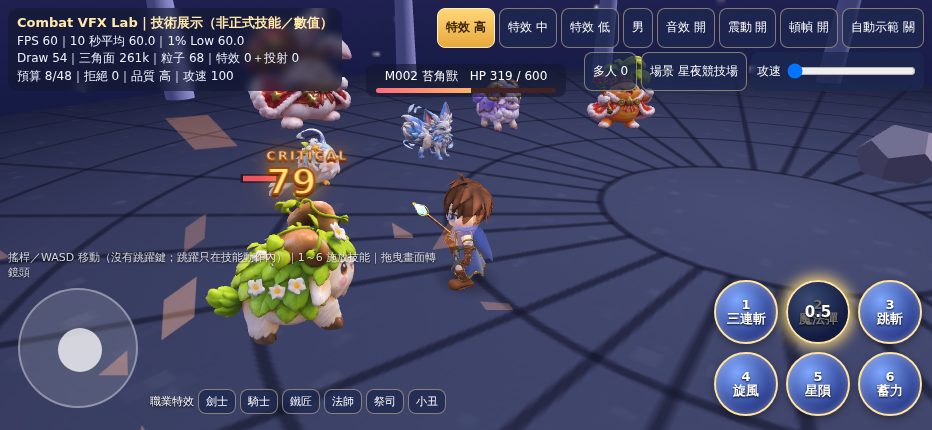 Combat VFX Lab｜技術展示（非正式技能／數值）
FPS 60｜10 秒平均 60.0｜1% Low 60.0
Draw 54｜三角面 261k｜粒子 68｜特效 0＋投射 0
預算 8/48｜拒絕 0｜品質 高｜攻速 100
特效 高
特效 中
特效 低
男
音效 開
震動 開
頓幀 開
自動示範 關
多人 0
場景 星夜競技場
攻速
M002 苔角獸 HP 319 / 600
CRITICAL
79
搖桿／WASD 移動（沒有跳躍鍵；跳躍只在技能動作內）｜1~6 施放技能｜拖曳畫面轉
鏡頭
1
三連斬
2
魔法彈
0.5
3
跳斬
4
旋風
5
星隕
6
蓄力
職業特效
劍士
騎士
鐵匠
法師
祭司
小丑